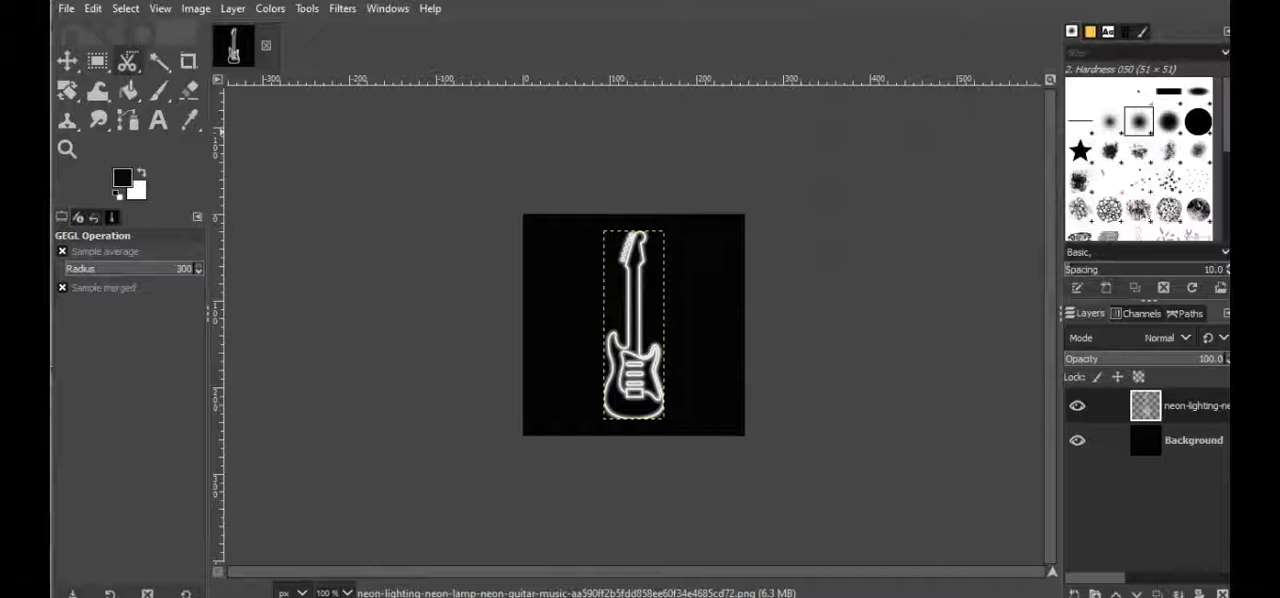 File Edit Select View Image Layer Colors Tools Filters Windows Help
-300 -200 -100 0 100 200 300 400 500
2. Hardness 050 (51 × 51)
GEGL Operation
Sample average
Radius 300
Sample merged
Basic,
Spacing 10.0
Layers Channels Paths
Mode Normal
Opacity 100.0
Lock:
neon-lighting-ne
Background
px 100 % neon-lighting-neon-lamp-neon-guitar-music-aa590ff2b5fdd858ee60f34e4685cd72.png (6.3 MB)